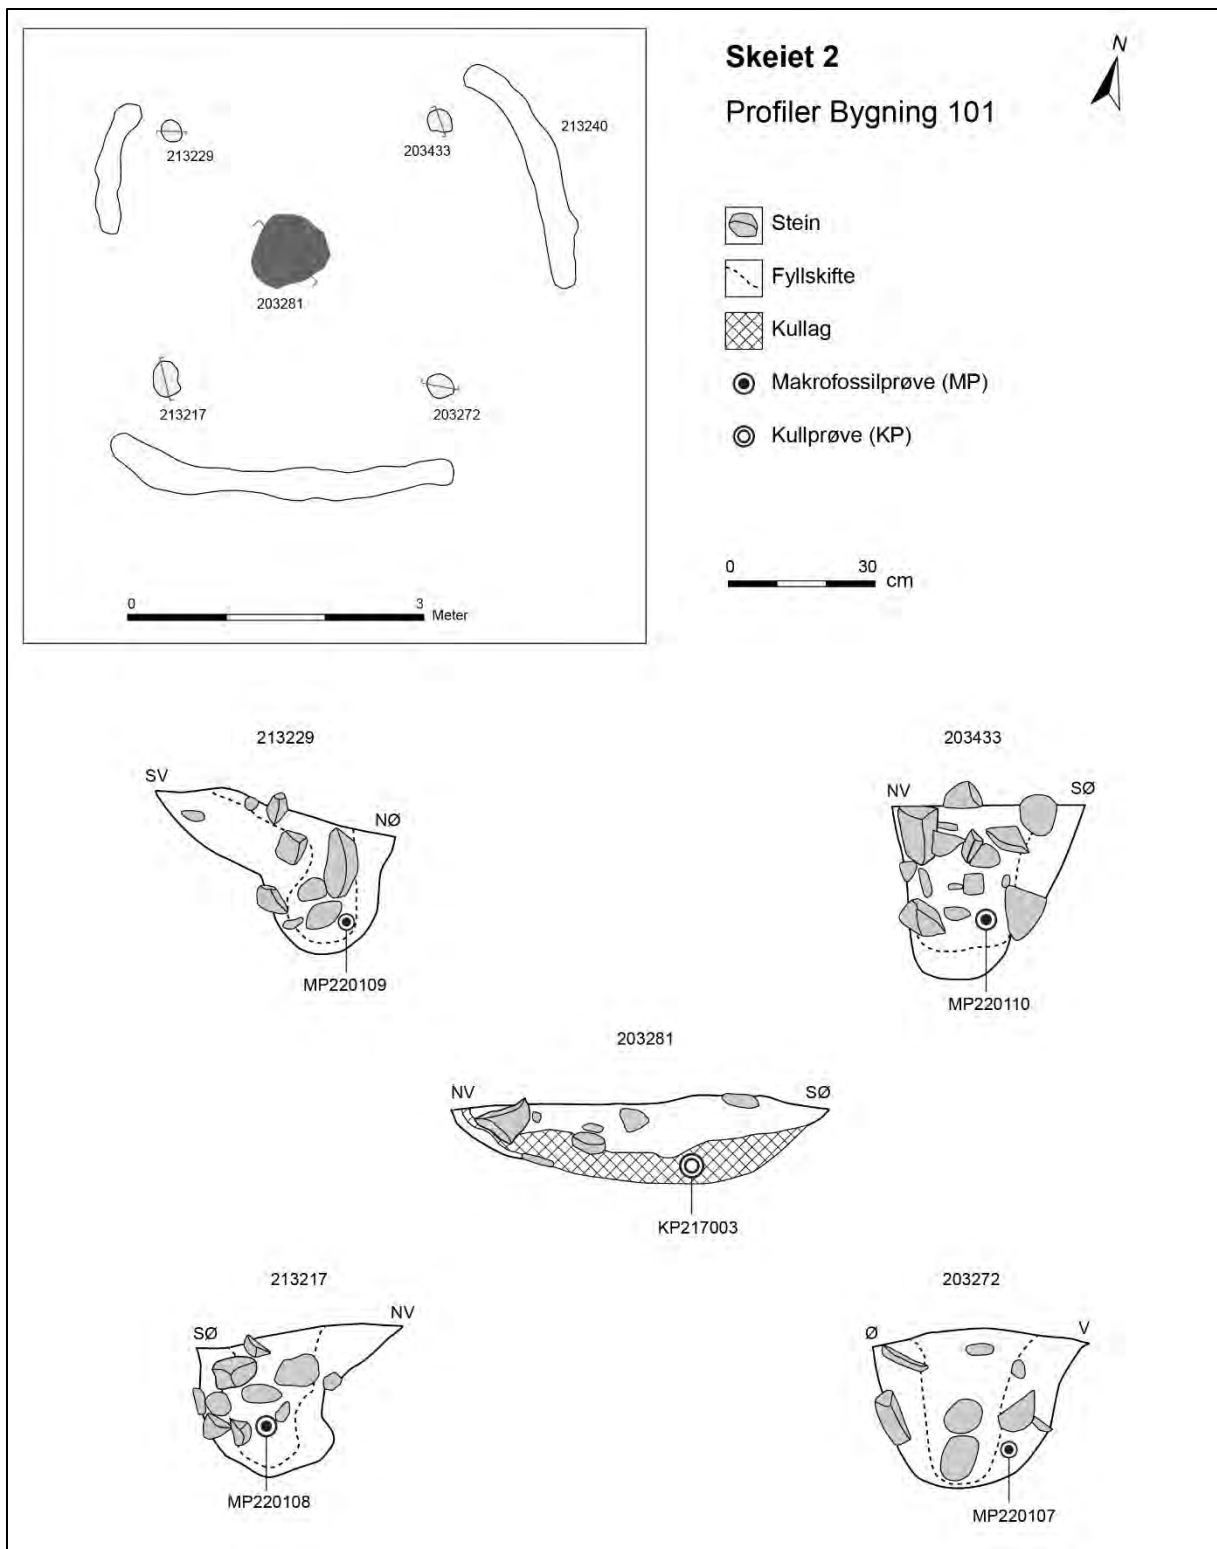 Skeiet 2
Profiler Bygning 101
N
213229
203433
213240
203281
213217
203272
0 3
Meter
Stein
Fyllskifte
Kullag
Makrofossilprøve (MP)
Kullprøve (KP)
0 30
cm
213229
SV
NØ
MP220109
203433
NV
SØ
MP220110
203281
NV
SØ
KP217003
213217
SØ
NV
MP220108
203272
Ø
V
MP220107